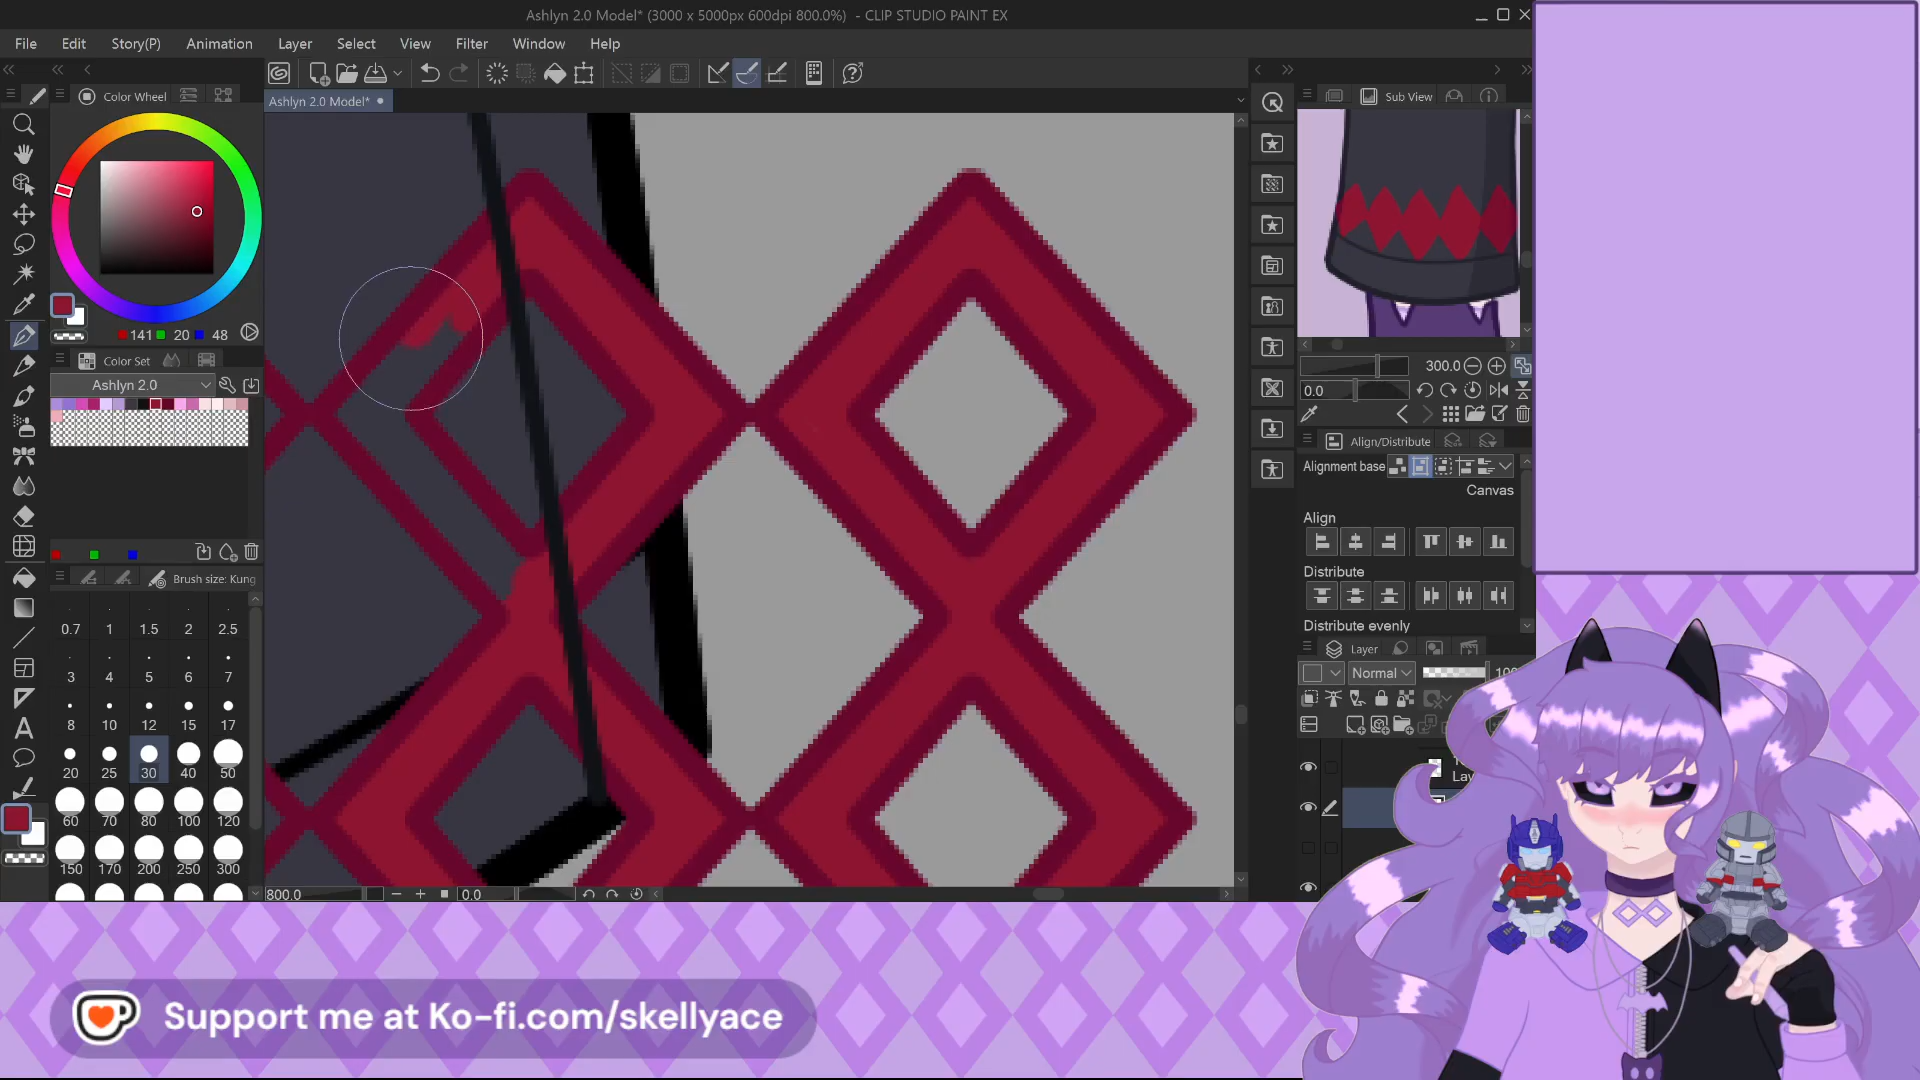 Ashlyn 2.0 Model* (3000 x 5000px 600dpi 800.0%) - CLIP STUDIO PAINT EX
File Edit Story(P) Animation Layer Select View Filter Window Help
Color Wheel
Ashlyn 2.0 Model*
Sub View
141 20 48
Color Set
Ashlyn 2.0
300.0
0.0
Align/Distribute
Alignment base
Canvas
Align
Distribute
Distribute evenly
Brush size: Kung
0.7 1 1.5 2 2.5
3 4 5 6 7
8 10 12 15 17
20 25 30 40 50
60 70 80 100 120
150 170 200 250 300
Layer
Normal
Lay
800.0
0.0
Support me at Ko-fi.com/skellyace